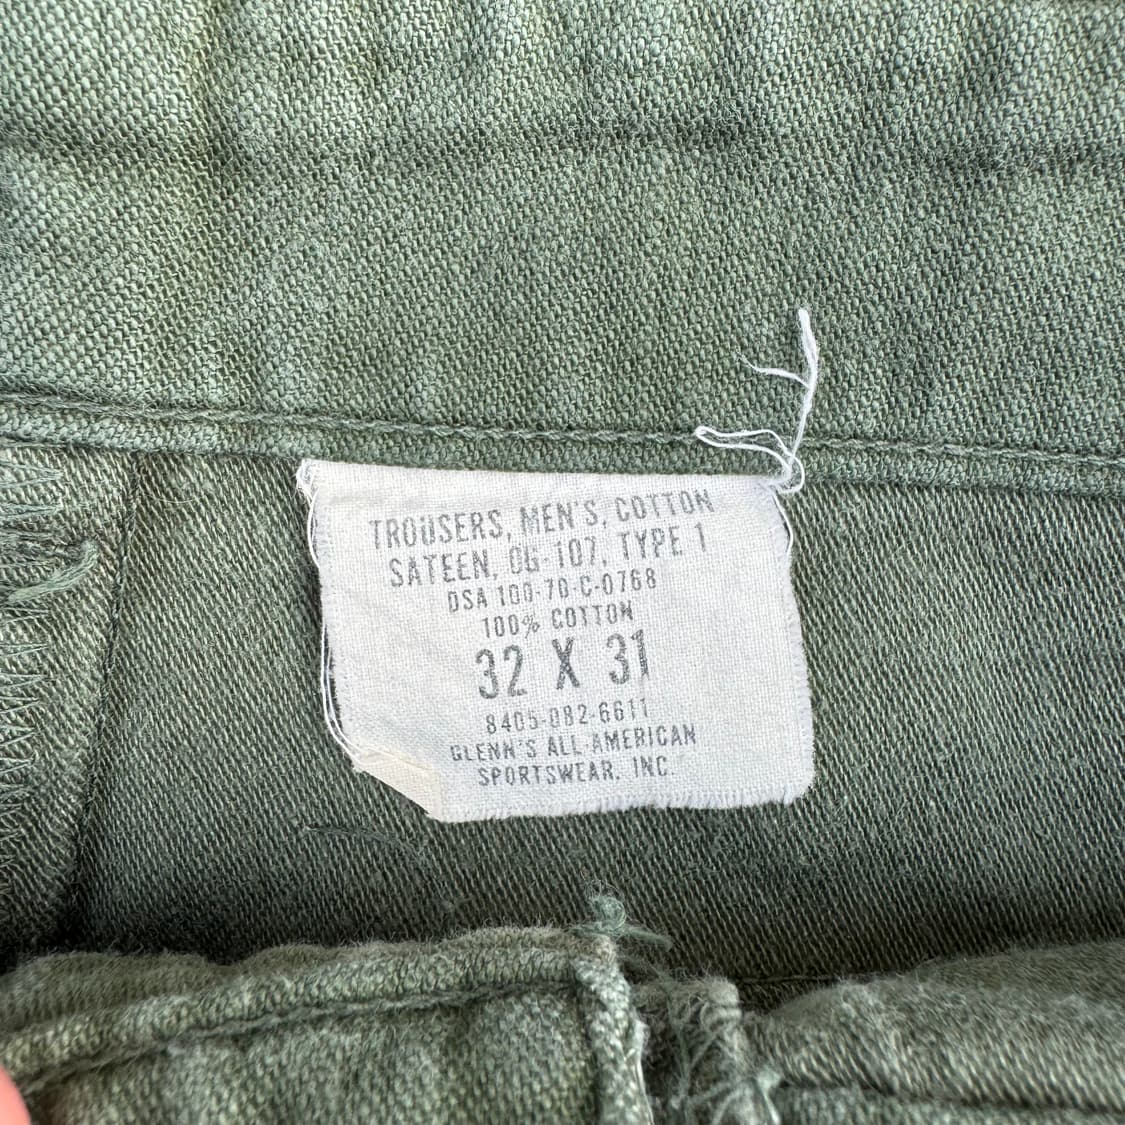 TROUSERS, MEN'S, COTTON
SATEEN, OG-107, TYPE 1
DSA 100-70-C-0768
100% COTTON
32 X 31
8405-082-6611
GLENN'S ALL AMERICAN
SPORTSWEAR, INC.